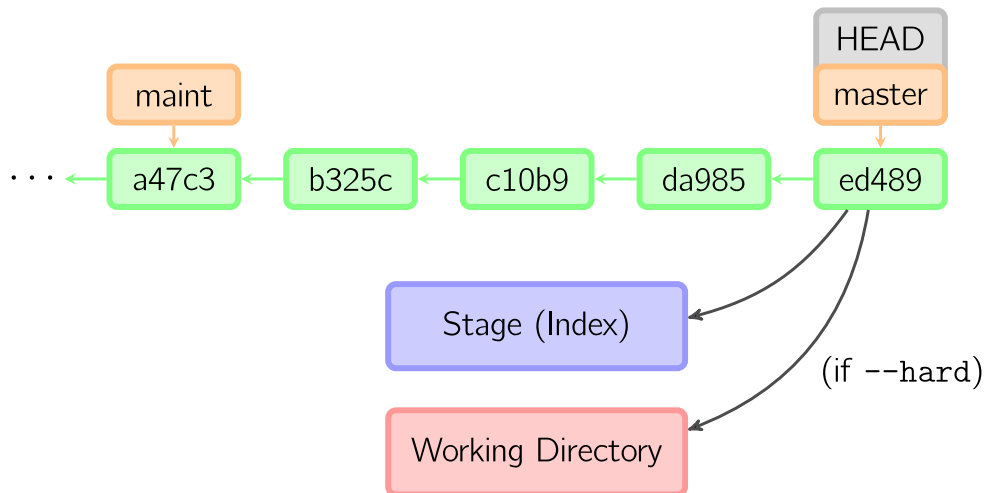 HEAD
maint
master
··· a47c3 b325c c10b9 da985 ed489
Stage (Index)
(if --hard)
Working Directory